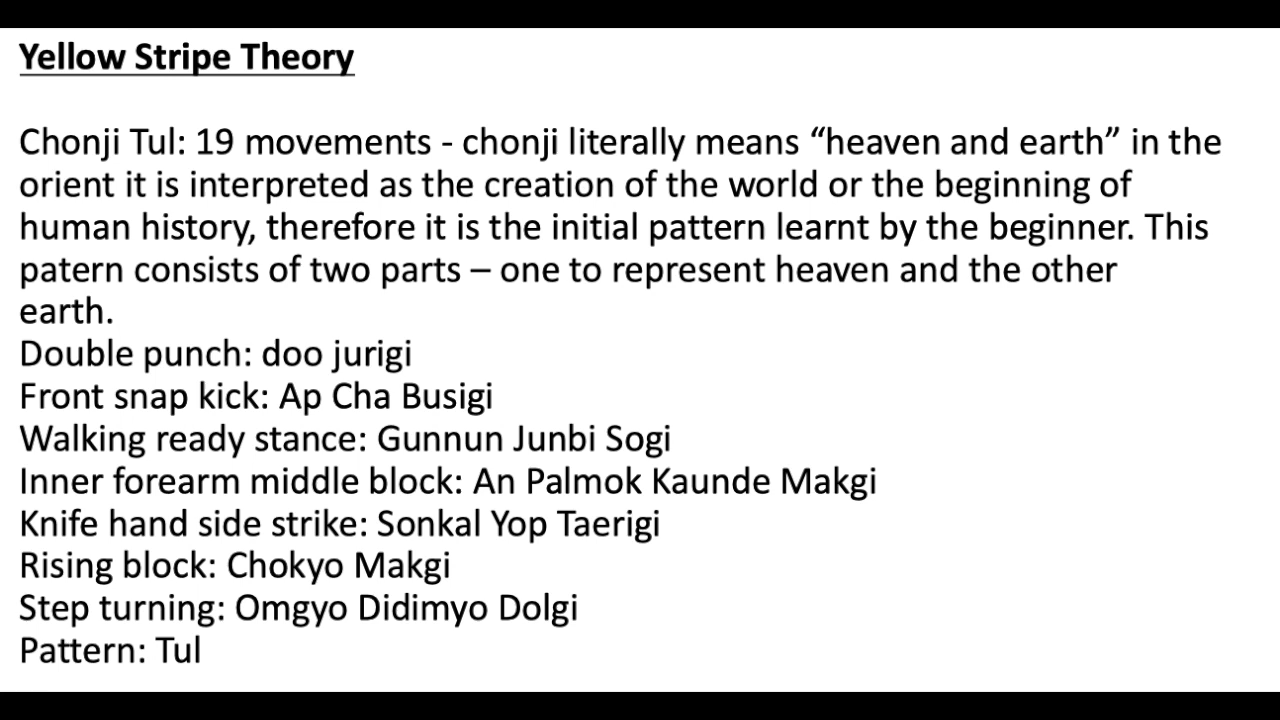 Yellow Stripe Theory
Chonji Tul: 19 movements - chonji literally means “heaven and earth” in the
orient it is interpreted as the creation of the world or the beginning of
human history, therefore it is the initial pattern learnt by the beginner. This
patern consists of two parts – one to represent heaven and the other
earth.
Double punch: doo jurigi
Front snap kick: Ap Cha Busigi
Walking ready stance: Gunnun Junbi Sogi
Inner forearm middle block: An Palmok Kaunde Makgi
Knife hand side strike: Sonkal Yop Taerigi
Rising block: Chokyo Makgi
Step turning: Omgyo Didimyo Dolgi
Pattern: Tul